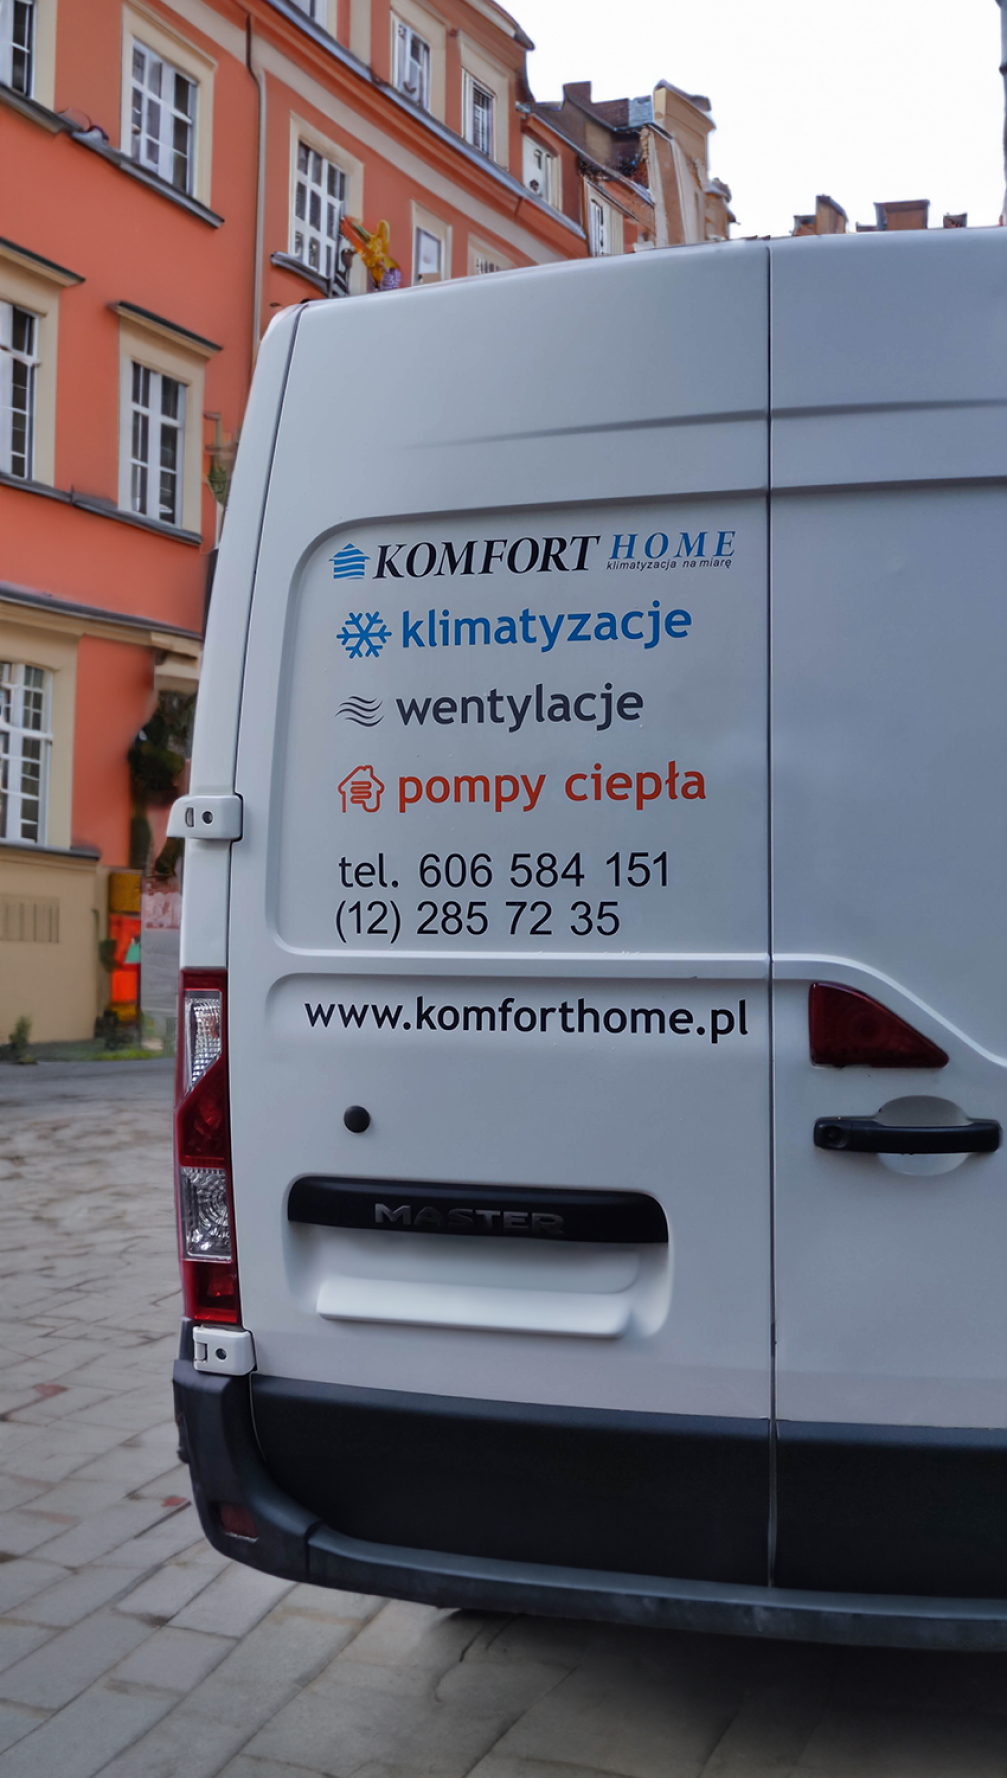 KOMFORT HOME
klimatyzacja na miarę
klimatyzacje
wentylacje
pompy ciepła
tel. 606 584 151
(12) 285 72 35
www.komforthome.pl
MASTER